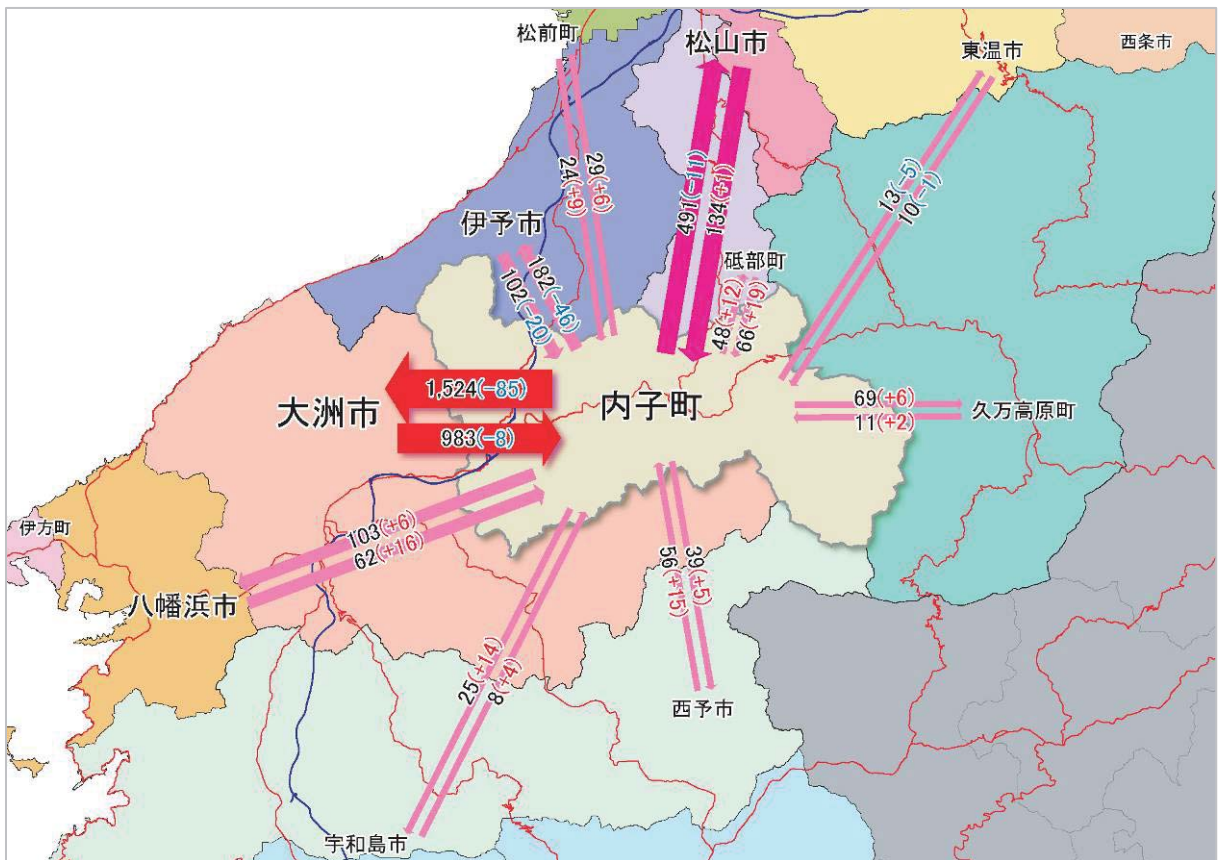 松前町
松山市
東温市
西条市
29(+6)
24(+9)
491(-11)
134(+1)
13(-5)
10(-1)
伊予市
182(-46)
102(-20)
砥部町
48(+12)
66(+19)
1,524(-85)
大洲市
内子町
983(-8)
69(+6)
11(+2)
久万高原町
伊方町
八幡浜市
103(+6)
62(+16)
39(+5)
56(+15)
25(+14)
8(+4)
西予市
宇和島市